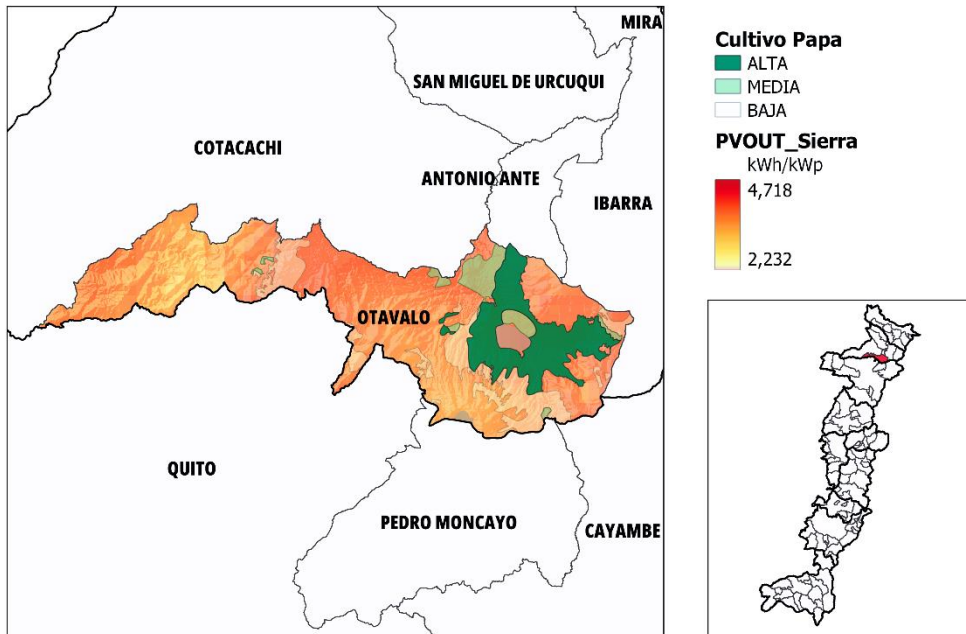 MIRA
SAN MIGUEL DE URCUQUI
COTACACHI
ANTONIO ANTE
IBARRA
OTAVALO
QUITO
PEDRO MONCAYO
CAYAMBE
Cultivo Papa
ALTA
MEDIA
BAJA
PVOUT_Sierra
kWh/kWp
4,718
2,232